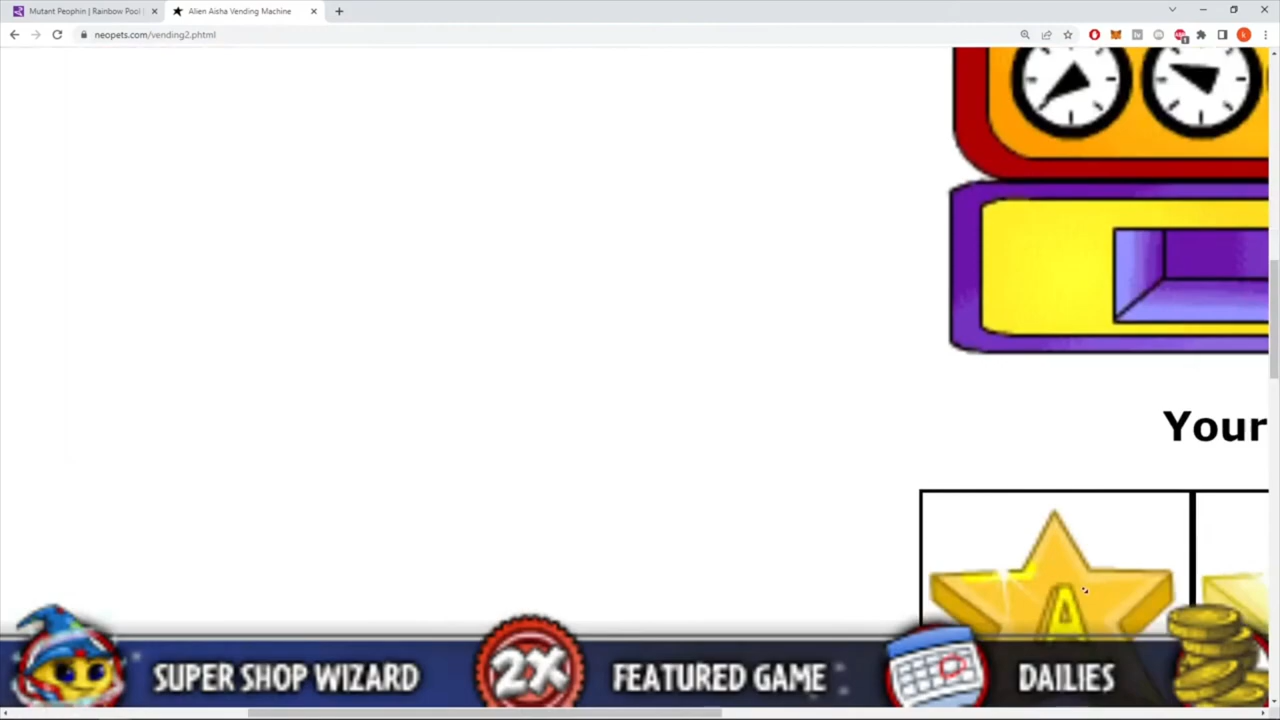 Mutant Peophin | Rainbow Pool |
Alien Aisha Vending Machine
neopets.com/vending2.phtml
Your
A
SUPER SHOP WIZARD
2X
FEATURED GAME
DAILIES